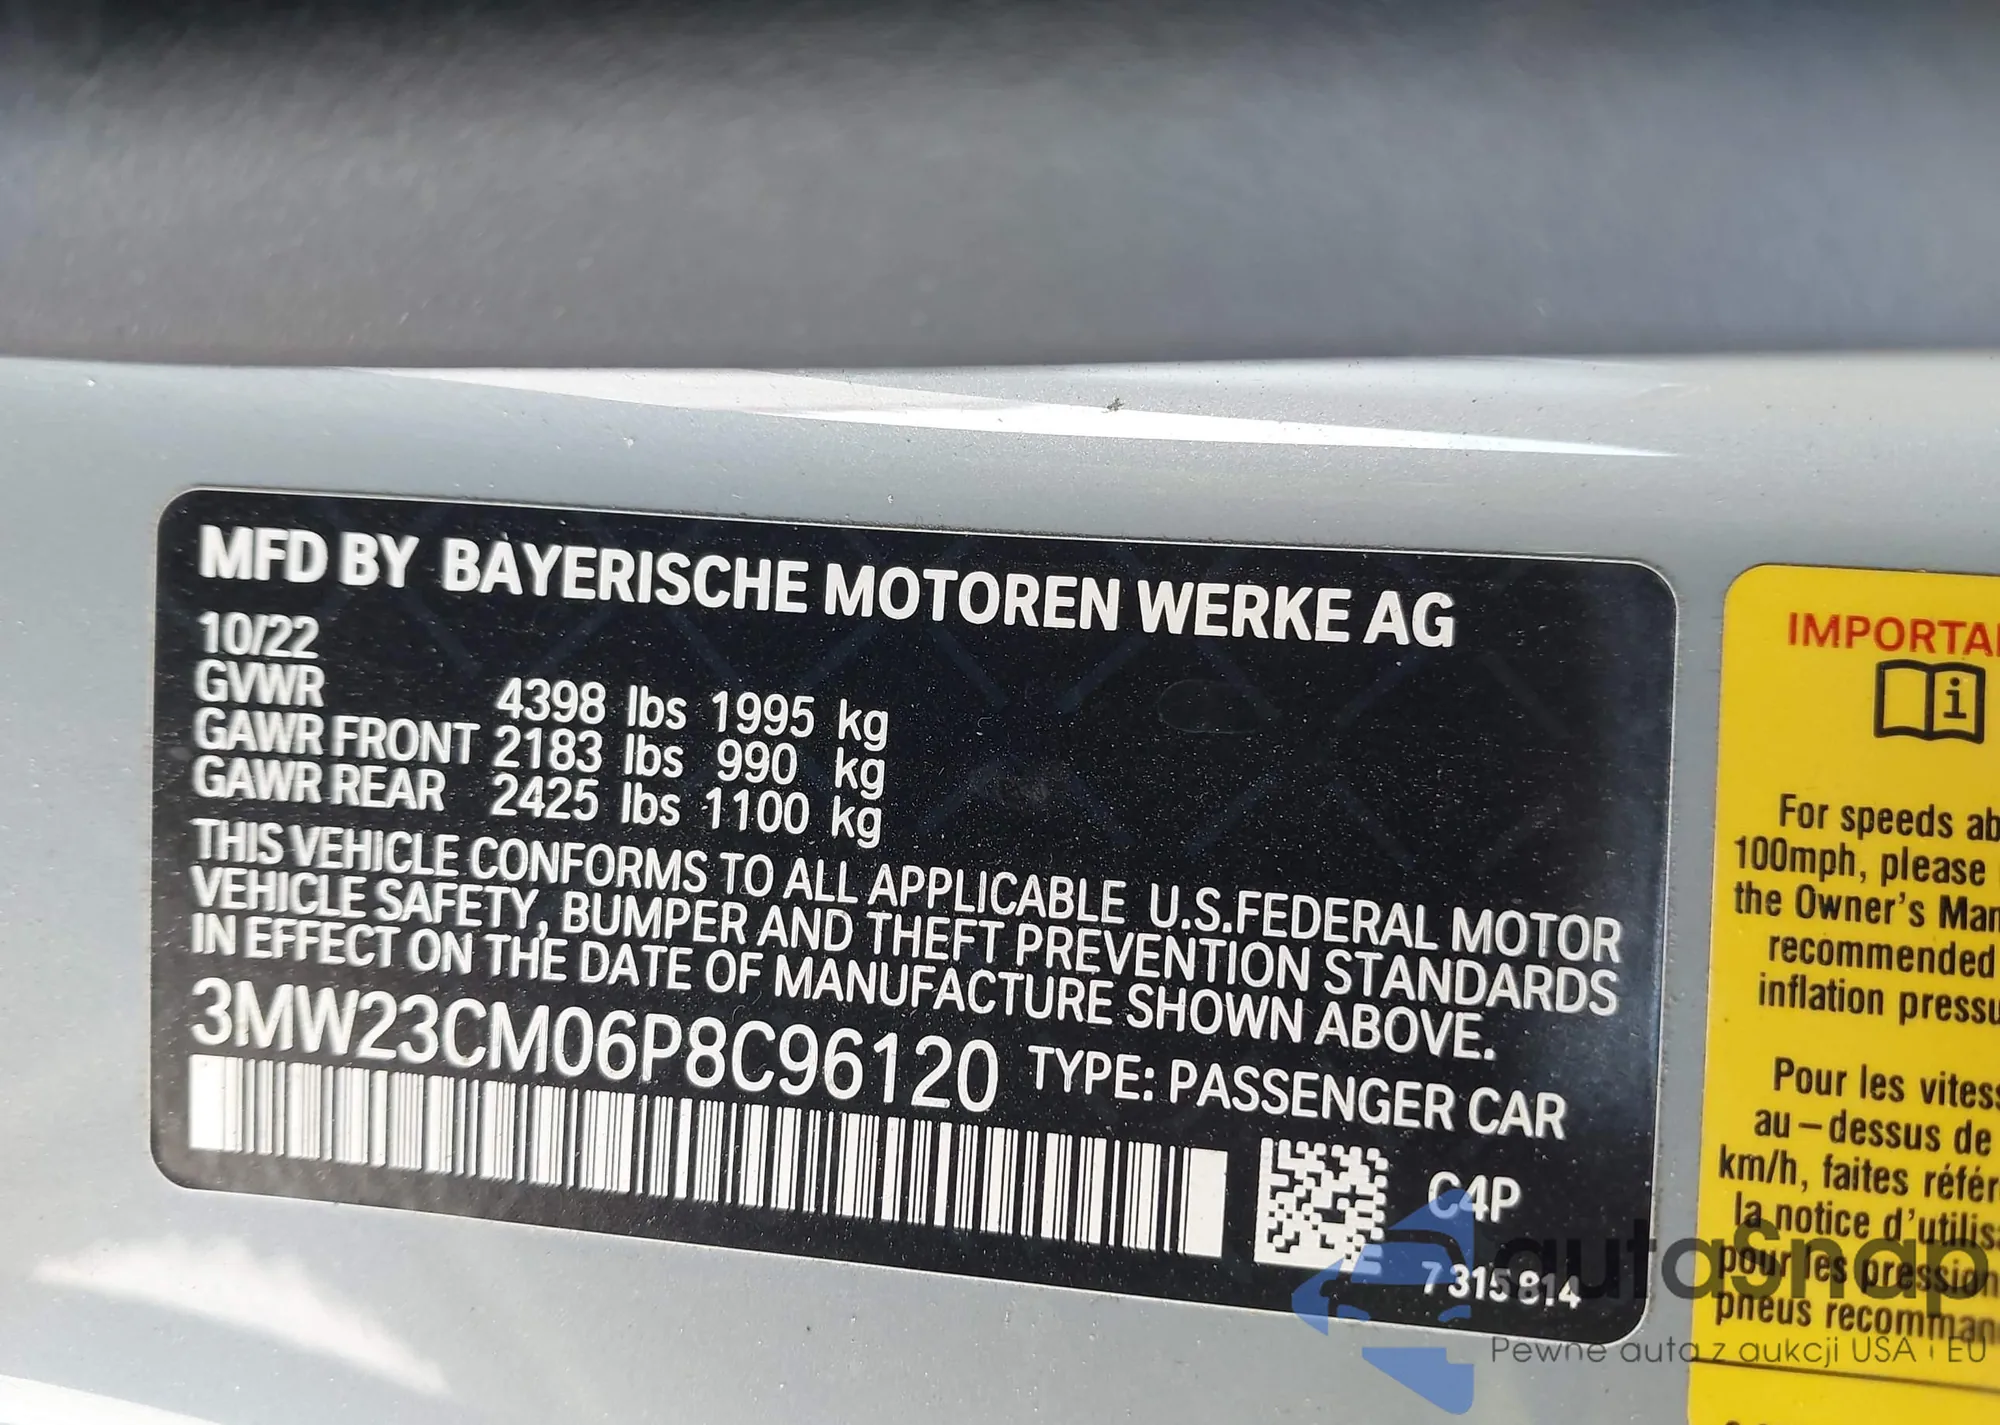 MFD BY BAYERISCHE MOTOREN WERKE AG
10/22
GVWR 4398 lbs 1995 kg
GAWR FRONT 2183 lbs 990 kg
GAWR REAR 2425 lbs 1100 kg
THIS VEHICLE CONFORMS TO ALL APPLICABLE U.S.FEDERAL MOTOR
VEHICLE SAFETY, BUMPER AND THEFT PREVENTION STANDARDS
IN EFFECT ON THE DATE OF MANUFACTURE SHOWN ABOVE.
3MW23CM06P8C96120 TYPE: PASSENGER CAR
C4P
7 315 814
IMPORTA
For speeds ab
100mph, please
the Owner's Man
recommended
inflation pressu
Pour les vitess
au-dessus de
km/h, faites référ
la notice d'utilis
pour les pression
pneus recomman
autoSnap
Pewne auta z aukcji USA i EU